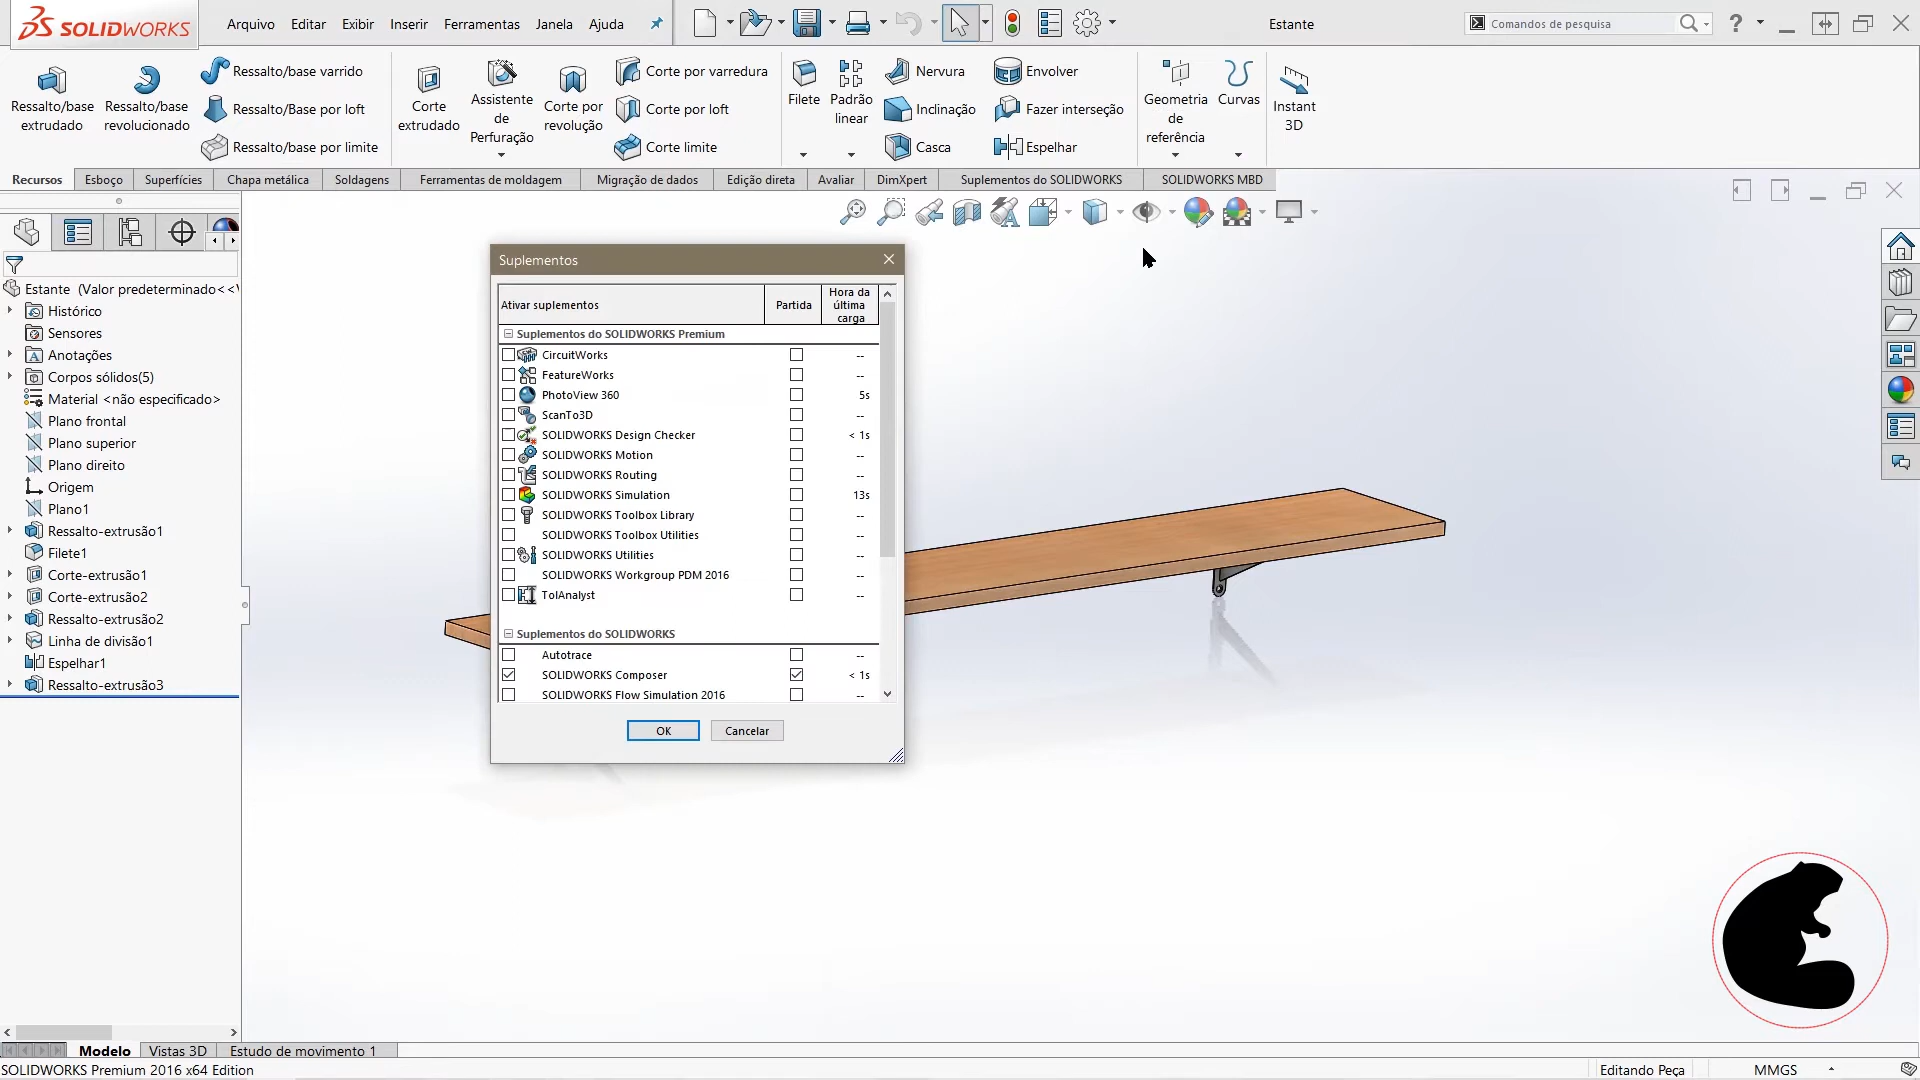 SOLIDWORKS
Arquivo Editar Exibir Inserir Ferramentas Janela Ajuda
Estante
Comandos de pesquisa
?
Ressalto/base extrudado
Ressalto/base revolucionado
Ressalto/base varrido
Ressalto/Base por loft
Ressalto/base por limite
Corte extrudado
Assistente de Perfuração
Corte por revolução
Corte por varredura
Corte por loft
Corte limite
Filete
Padrão linear
Nervura
Inclinação
Casca
Envolver
Fazer interseção
Espelhar
Geometria de referência
Curvas
Instant 3D
Recursos Esboço Superfícies Chapa metálica Soldagens Ferramentas de moldagem Migração de dados Edição direta Avaliar DimXpert Suplementos do SOLIDWORKS SOLIDWORKS MBD
Estante (Valor predeterminado<<
Histórico
Sensores
Anotações
Corpos sólidos(5)
Material <não especificado>
Plano frontal
Plano superior
Plano direito
Origem
Plano1
Ressalto-extrusão1
Filete1
Corte-extrusão1
Corte-extrusão2
Ressalto-extrusão2
Linha de divisão1
Espelhar1
Ressalto-extrusão3
Suplementos
Ativar suplementos Partida Hora da última carga
Suplementos do SOLIDWORKS Premium
CircuitWorks --
FeatureWorks --
PhotoView 360 5s
ScanTo3D --
SOLIDWORKS Design Checker < 1s
SOLIDWORKS Motion --
SOLIDWORKS Routing --
SOLIDWORKS Simulation 13s
SOLIDWORKS Toolbox Library --
SOLIDWORKS Toolbox Utilities --
SOLIDWORKS Utilities --
SOLIDWORKS Workgroup PDM 2016 --
TolAnalyst --
Suplementos do SOLIDWORKS
Autotrace --
SOLIDWORKS Composer < 1s
SOLIDWORKS Flow Simulation 2016 --
OK Cancelar
Modelo Vistas 3D Estudo de movimento 1
SOLIDWORKS Premium 2016 x64 Edition
Editando Peça MMGS